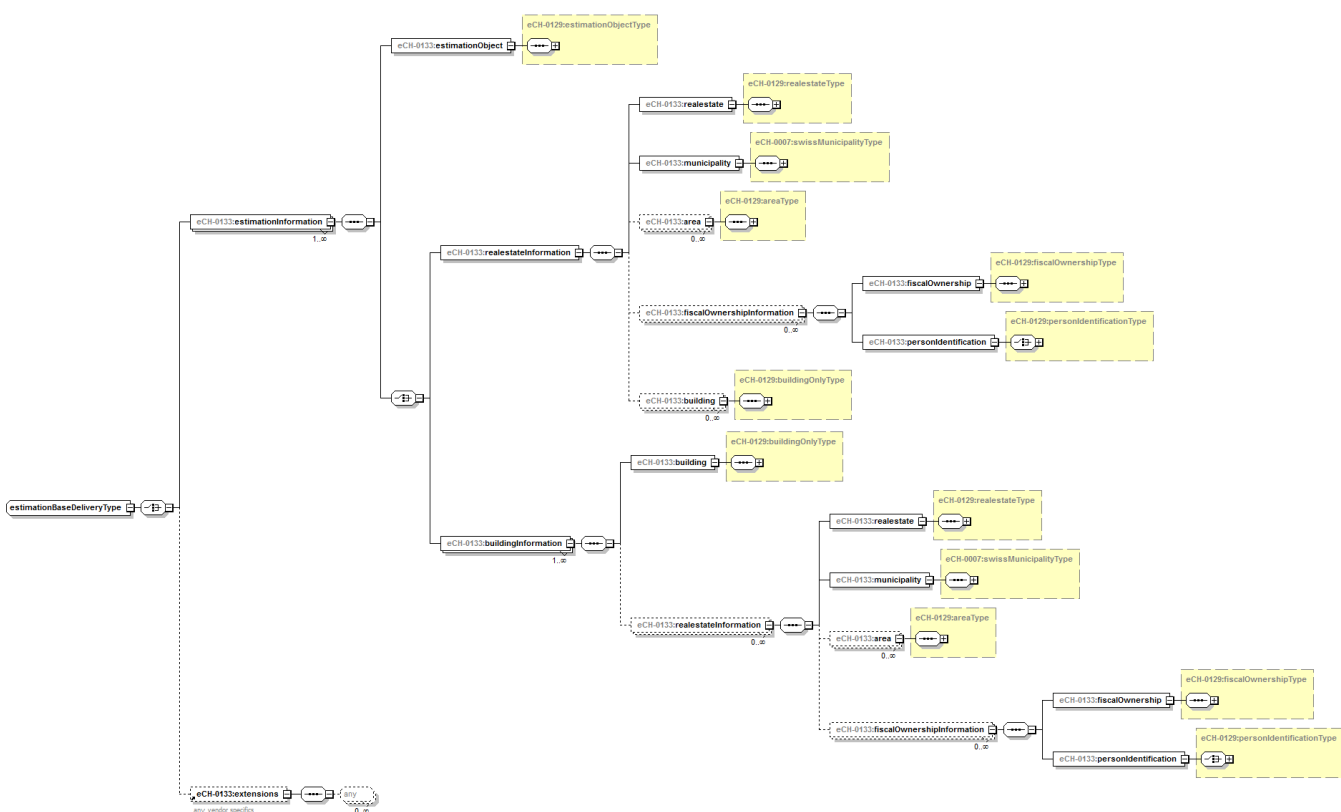 eCH-0129:estimationObjectType
eCH-0133:estimationObject
eCH-0129:realestateType
eCH-0133:realestate
eCH-0007:swissMunicipalityType
eCH-0133:municipality
eCH-0129:areaType
eCH-0133:area
0..∞
eCH-0133:estimationInformation
1..∞
eCH-0133:realestateInformation
eCH-0129:fiscalOwnershipType
eCH-0133:fiscalOwnership
eCH-0133:fiscalOwnershipInformation
0..∞
eCH-0129:personIdentificationType
eCH-0133:personIdentification
eCH-0129:buildingOnlyType
eCH-0133:building
0..∞
eCH-0129:buildingOnlyType
eCH-0133:building
estimationBaseDeliveryType
eCH-0129:realestateType
eCH-0133:realestate
eCH-0133:buildingInformation
1..∞
eCH-0007:swissMunicipalityType
eCH-0133:municipality
eCH-0129:areaType
eCH-0133:realestateInformation
0..∞
eCH-0133:area
0..∞
eCH-0129:fiscalOwnershipType
eCH-0133:fiscalOwnership
eCH-0133:fiscalOwnershipInformation
0..∞
eCH-0129:personIdentificationType
eCH-0133:personIdentification
eCH-0133:extensions
any
0..∞
any vendor specifics